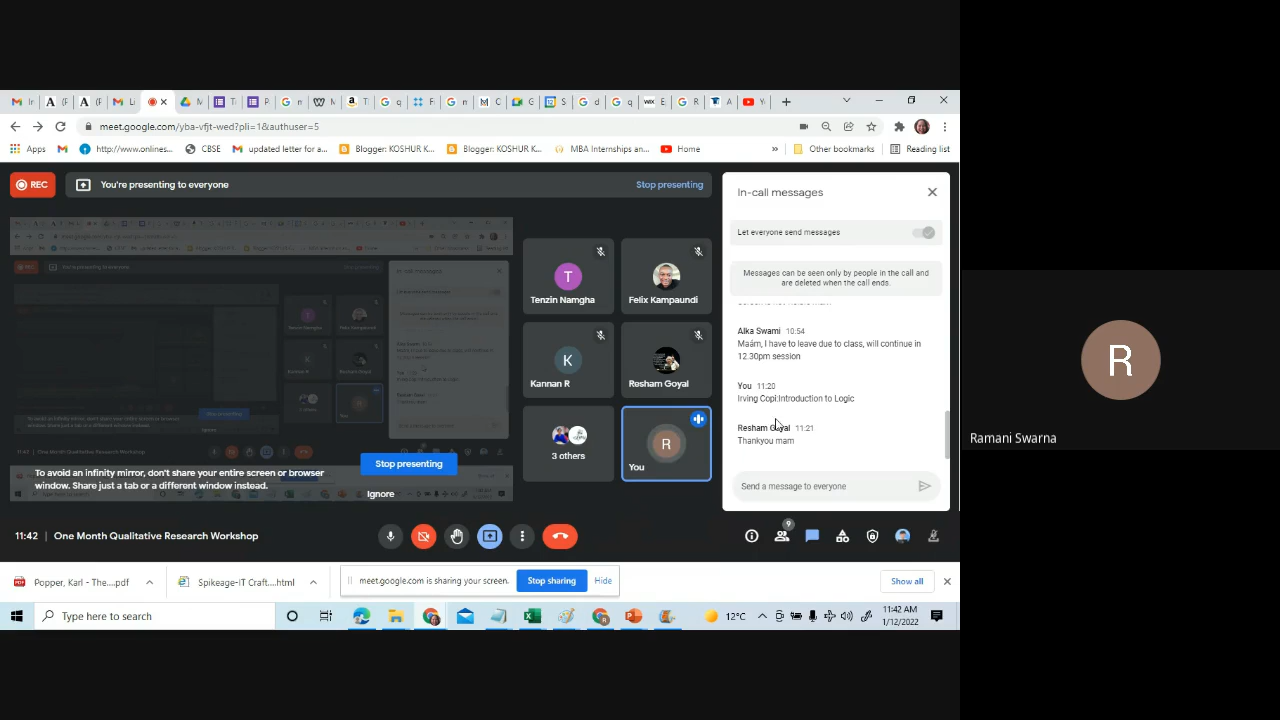 meet.google.com/yba-vfjt-wed?pli=1&authuser=5
Apps
http://www.onlines...
CBSE
updated letter for a...
Blogger: KOSHUR K...
Blogger: KOSHUR K...
MBA Internships an...
Home
»
Other bookmarks
Reading list
REC
You're presenting to everyone
Stop presenting
To avoid an infinity mirror, don't share your entire screen or browser
window. Share just a tab or a different window instead.
Stop presenting
Ignore
T
Tenzin Namgha
Felix Kampaundi
K
Kannan R
Resham Goyal
3 others
R
You
In-call messages
Let everyone send messages
Messages can be seen only by people in the call and
are deleted when the call ends.
Alka Swami 10:54
Maám, I have to leave due to class, will continue in
12.30pm session
You 11:20
Irving Copi:Introduction to Logic
Resham Goyal 11:21
Thankyou mam
Send a message to everyone
11:42 | One Month Qualitative Research Workshop
9
Popper, Karl - The....pdf
Spikeage-IT Craft....html
meet.google.com is sharing your screen.
Stop sharing
Hide
Show all
Type here to search
12°C
11:42 AM
1/12/2022
R
Ramani Swarna